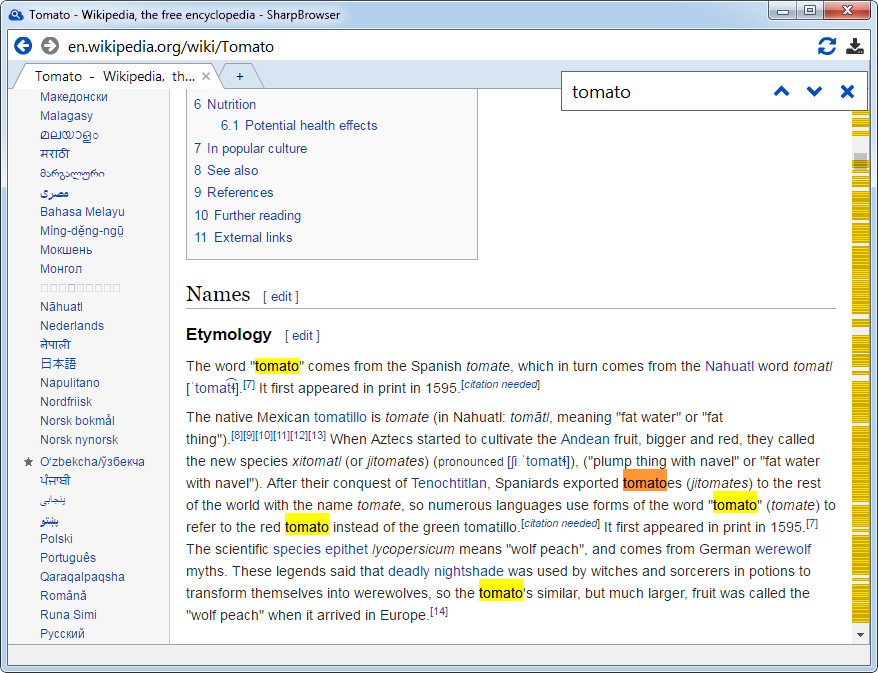 Tomato - Wikipedia, the free encyclopedia - SharpBrowser
en.wikipedia.org/wiki/Tomato
Tomato - Wikipedia, th...
+
tomato
Македонски
Malagasy
മലയാളം
मराठी
მარგალური
مصرى
Bahasa Melayu
Mìng-dĕ̤ng-ngṳ̄
Мокшень
Монгол
Nāhuatl
Nederlands
नेपाली
日本語
Napulitano
Nordfriisk
Norsk bokmål
Norsk nynorsk
Oʻzbekcha/ўзбекча
ਪੰਜਾਬੀ
پنجابی
پښتو
Polski
Português
Qaraqalpaqsha
Română
Runa Simi
Русский
6 Nutrition
6.1 Potential health effects
7 In popular culture
8 See also
9 References
10 Further reading
11 External links
Names [ edit ]
Etymology [ edit ]
The word "tomato" comes from the Spanish tomate, which in turn comes from the Nahuatl word tomatl
[ˈtomat͡ɬ].[7] It first appeared in print in 1595.[citation needed]
The native Mexican tomatillo is tomate (in Nahuatl: tomātl, meaning "fat water" or "fat
thing").[8][9][10][11][12][13] When Aztecs started to cultivate the Andean fruit, bigger and red, they called
the new species xitomatl (or jitomates) (pronounced [ʃiːˈtomatɬ]), ("plump thing with navel" or "fat water
with navel"). After their conquest of Tenochtitlan, Spaniards exported tomatoes (jitomates) to the rest
of the world with the name tomate, so numerous languages use forms of the word "tomato" (tomate) to
refer to the red tomato instead of the green tomatillo.[citation needed] It first appeared in print in 1595.[7]
The scientific species epithet lycopersicum means "wolf peach", and comes from German werewolf
myths. These legends said that deadly nightshade was used by witches and sorcerers in potions to
transform themselves into werewolves, so the tomato's similar, but much larger, fruit was called the
"wolf peach" when it arrived in Europe.[14]